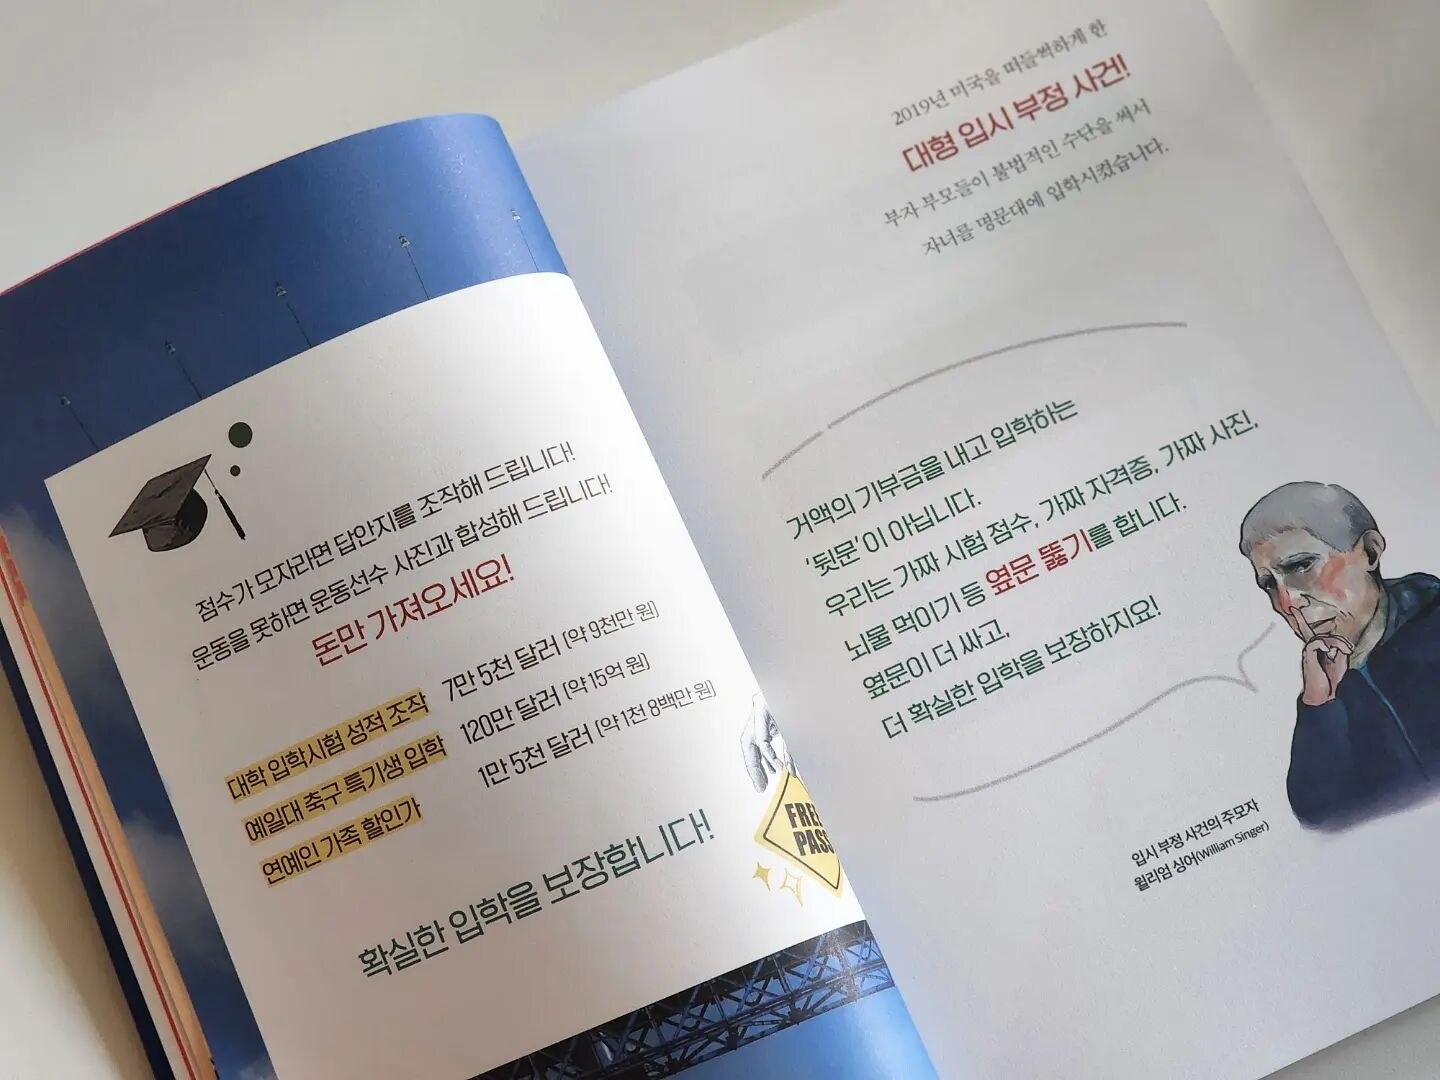 점수가 모자라면 답안지를 조작해 드립니다!
운동을 못하면 운동선수 사진과 합성해 드립니다!
돈만 가져오세요!
대학 입학시험 성적 조작 7만 5천 달러 (약 9천만 원)
예일대 축구 특기생 입학 120만 달러 (약 15억 원)
연예인 가족 할인가 1만 5천 달러 (약 1천 8백만 원)
확실한 입학을 보장합니다!
FREE
PASS
2019년 미국을 떠들썩하게 한
대형 입시 부정 사건!
부자 부모들이 불법적인 수단을 써서
자녀를 명문대에 입학시켰습니다.
거액의 기부금을 내고 입학하는
'뒷문'이 아닙니다.
우리는 가짜 시험 점수, 가짜 자격증, 가짜 사진,
뇌물 먹이기 등 옆문 뚫기를 합니다.
옆문이 더 싸고,
더 확실한 입학을 보장하지요!
입시 부정 사건의 주모자
윌리엄 싱어(William Singer)